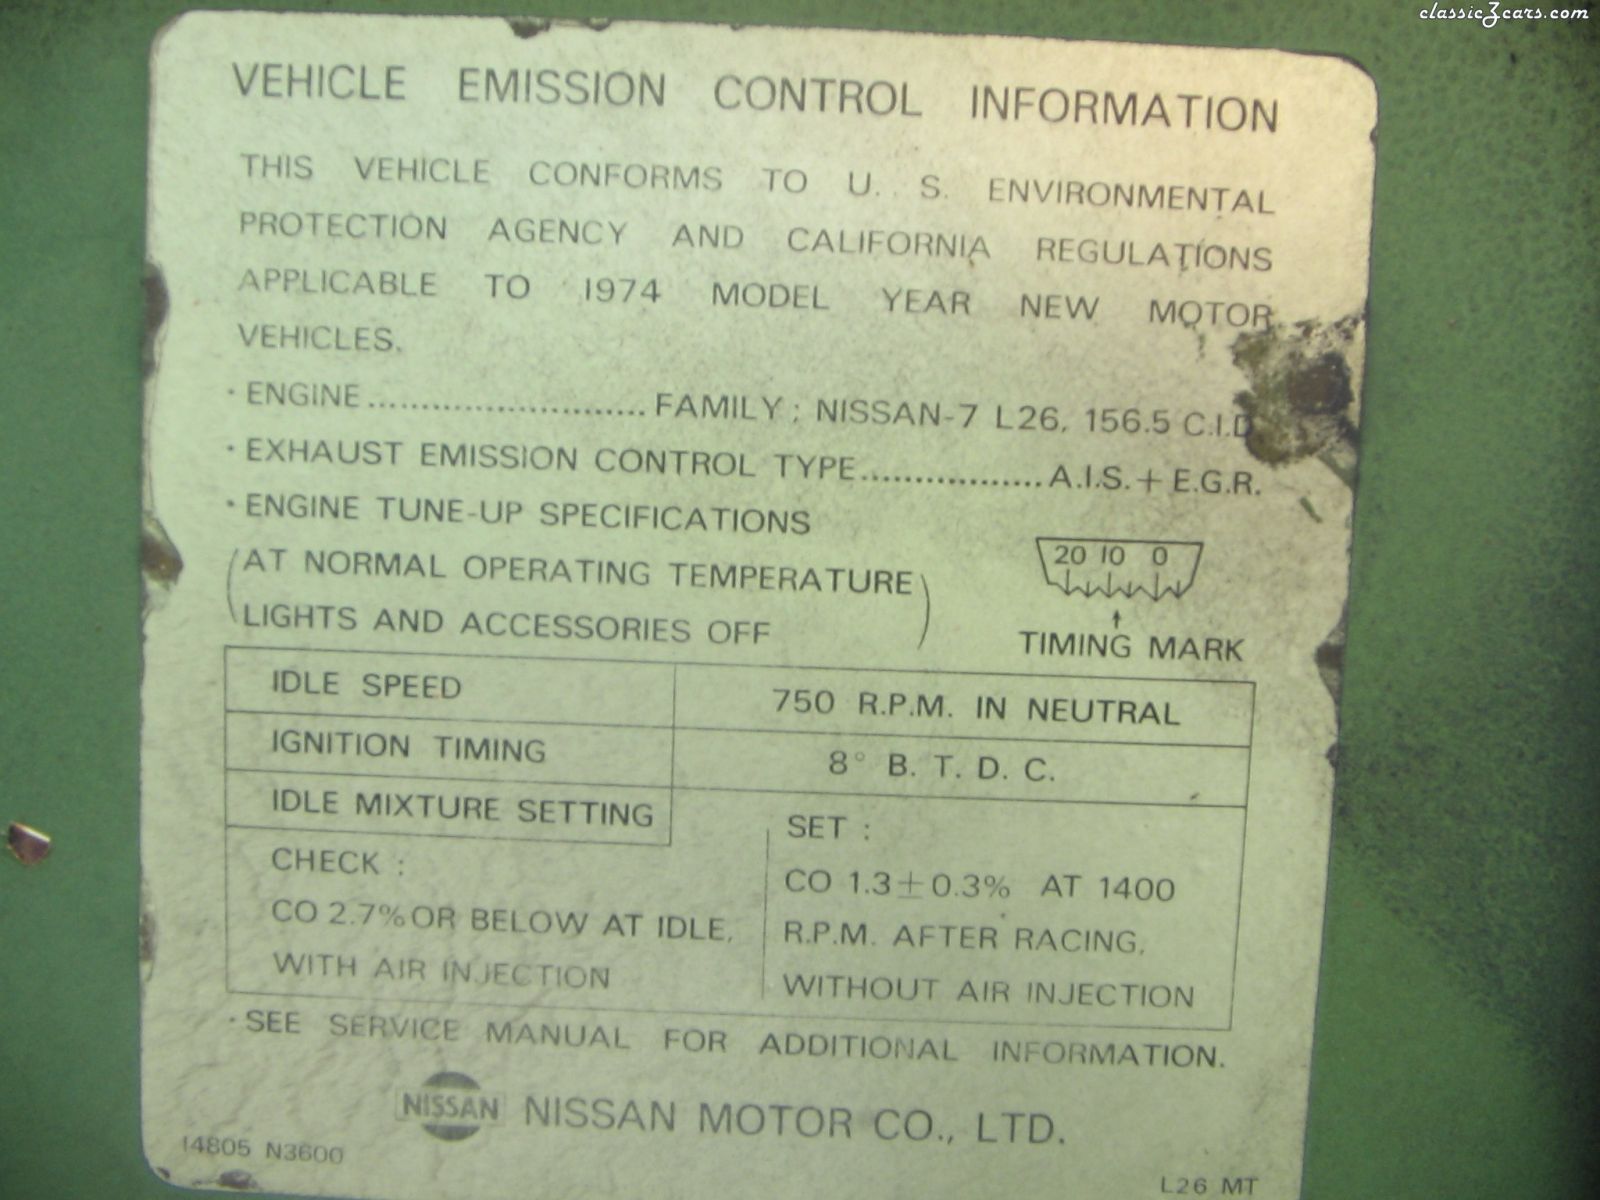 classicZcars.com
VEHICLE EMISSION CONTROL INFORMATION
THIS VEHICLE CONFORMS TO U. S. ENVIRONMENTAL
PROTECTION AGENCY AND CALIFORNIA REGULATIONS
APPLICABLE TO 1974 MODEL YEAR NEW MOTOR
VEHICLES.
· ENGINE.......................... FAMILY ; NISSAN-7 L26, 156.5 C.I.D
· EXHAUST EMISSION CONTROL TYPE................. A.I.S. + E.G.R.
· ENGINE TUNE-UP SPECIFICATIONS
(AT NORMAL OPERATING TEMPERATURE
LIGHTS AND ACCESSORIES OFF)
20 10 0
TIMING MARK
IDLE SPEED 750 R.P.M. IN NEUTRAL
IGNITION TIMING 8° B. T. D. C.
IDLE MIXTURE SETTING
CHECK :
CO 2.7% OR BELOW AT IDLE,
WITH AIR INJECTION
SET :
CO 1.3±0.3% AT 1400
R.P.M. AFTER RACING,
WITHOUT AIR INJECTION
· SEE SERVICE MANUAL FOR ADDITIONAL INFORMATION.
NISSAN NISSAN MOTOR CO., LTD.
14805 N3600
L26 MT